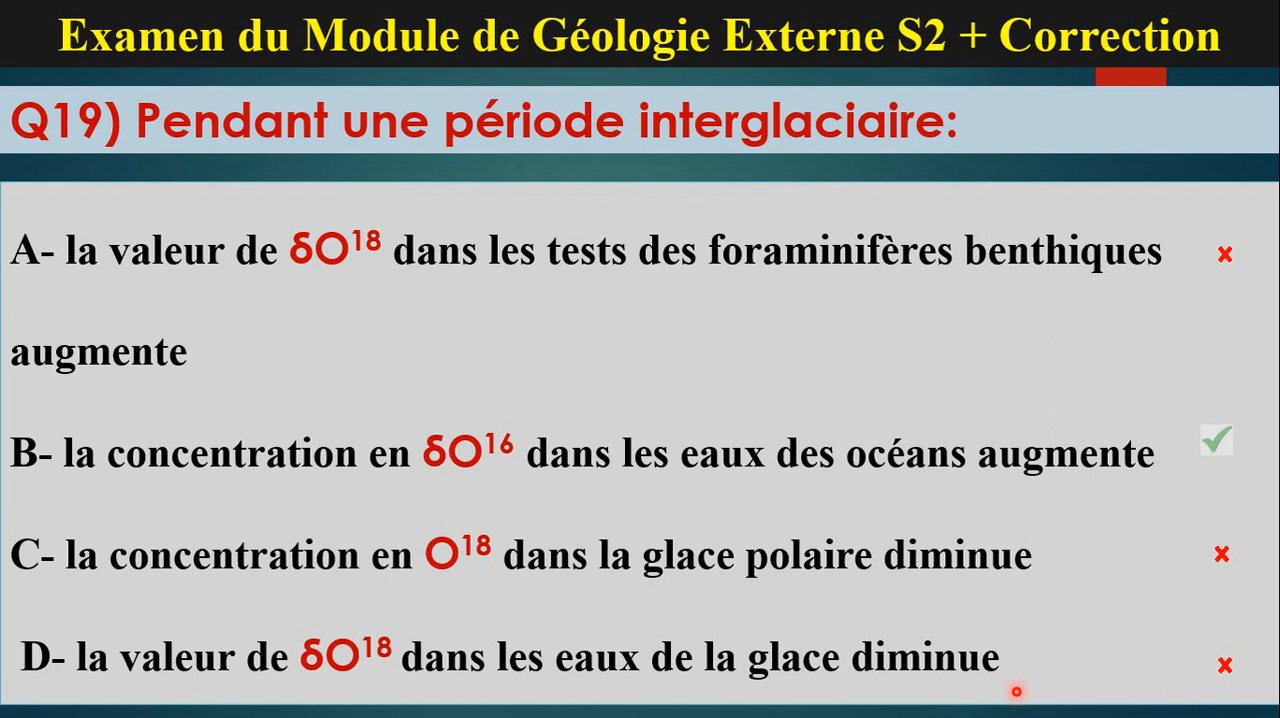 Examen du Module de Géologie Externe S2 + Correction
Q19) Pendant une période interglaciaire:
A- la valeur de δO¹⁸ dans les tests des foraminifères benthiques
augmente
B- la concentration en δO¹⁶ dans les eaux des océans augmente
C- la concentration en O¹⁸ dans la glace polaire diminue
D- la valeur de δO¹⁸ dans les eaux de la glace diminue